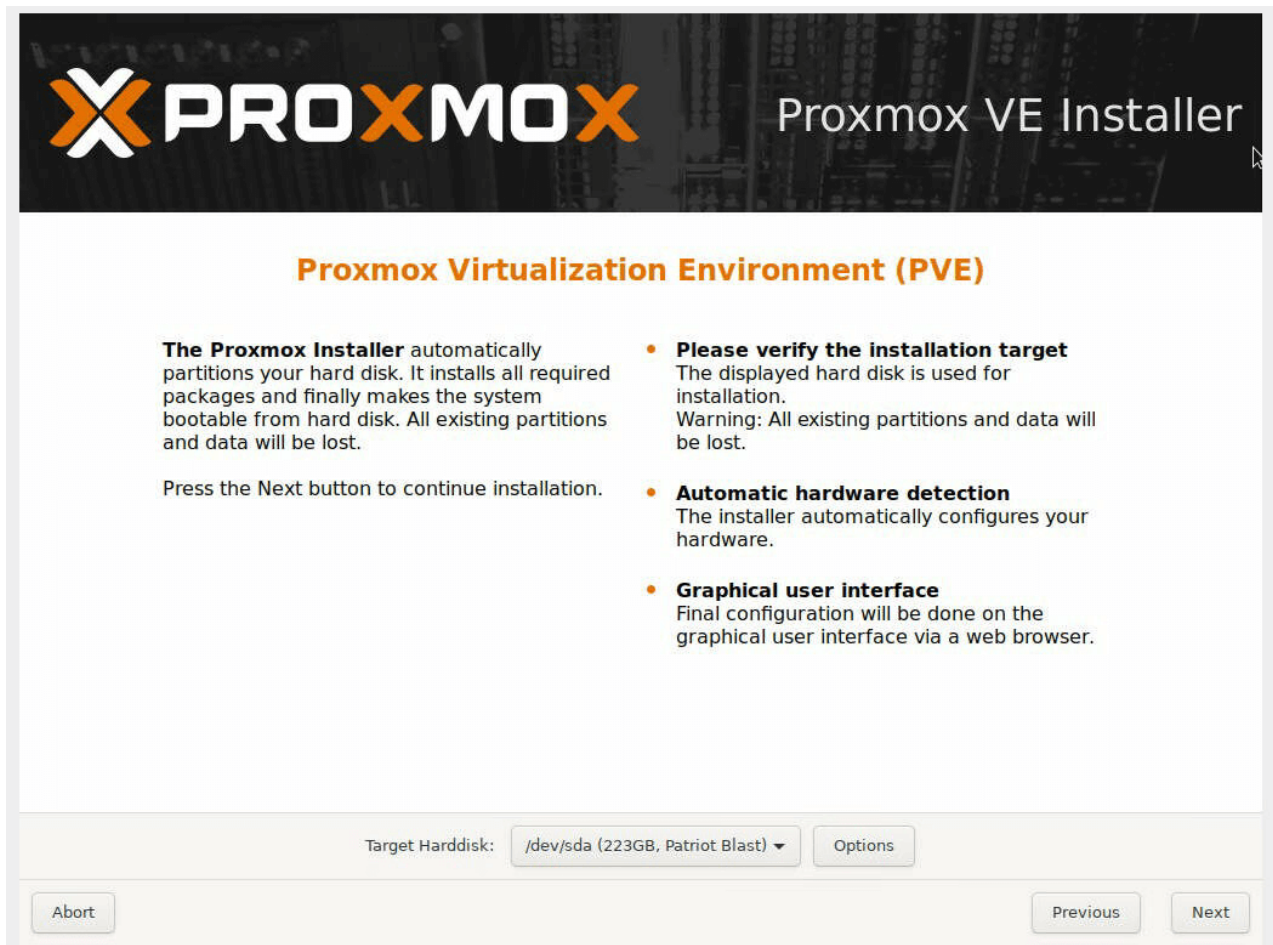 PROXMOX
Proxmox VE Installer
Proxmox Virtualization Environment (PVE)
The Proxmox Installer automatically
partitions your hard disk. It installs all required
packages and finally makes the system
bootable from hard disk. All existing partitions
and data will be lost.
Press the Next button to continue installation.
Please verify the installation target
The displayed hard disk is used for
installation.
Warning: All existing partitions and data will
be lost.
Automatic hardware detection
The installer automatically configures your
hardware.
Graphical user interface
Final configuration will be done on the
graphical user interface via a web browser.
Target Harddisk: /dev/sda (223GB, Patriot Blast) Options
Abort Previous Next